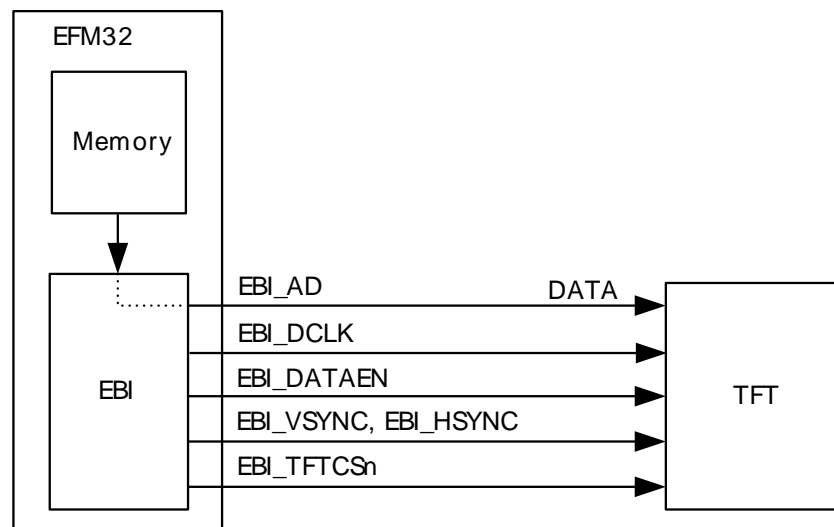 EFM32
Memory
EBI_AD DATA
EBI_DCLK
EBI_DATAEN
EBI TFT
EBI_VSYNC, EBI_HSYNC
EBI_TFTCSn